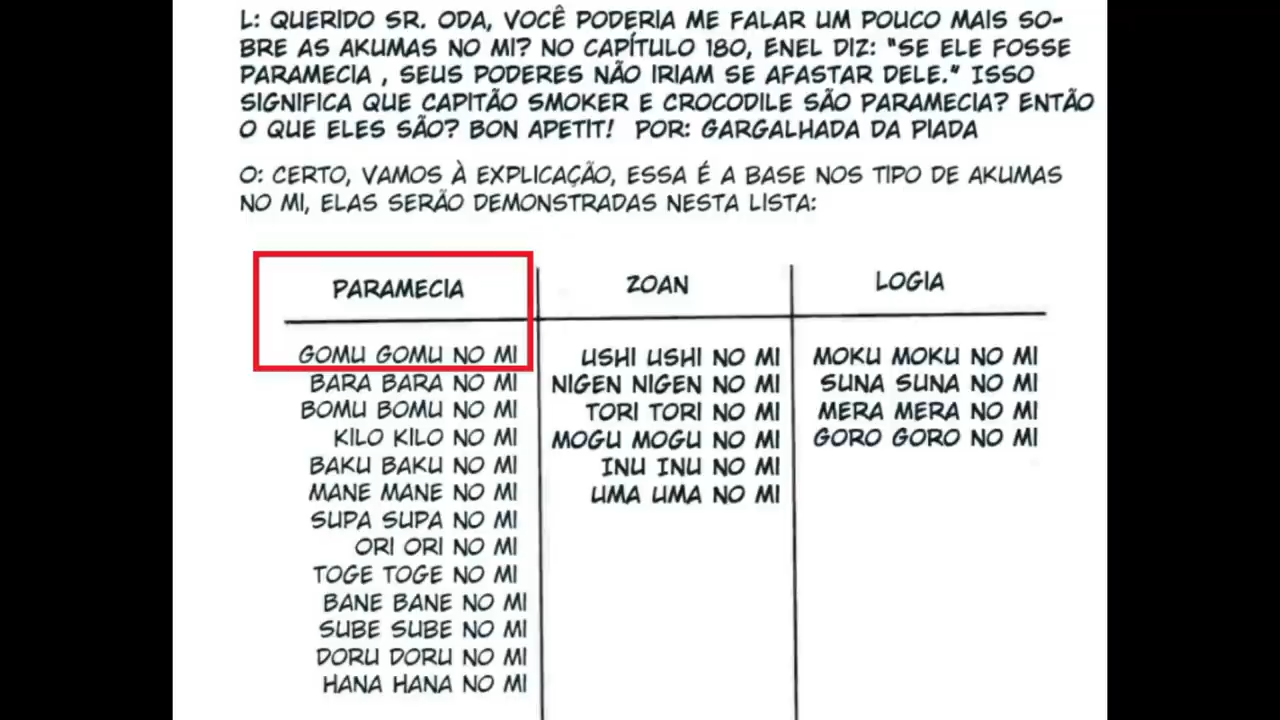 L: QUERIDO SR. ODA, VOCÊ PODERIA ME FALAR UM POUCO MAIS SO-
BRE AS AKUMAS NO MI? NO CAPÍTULO 180, ENEL DIZ: "SE ELE FOSSE
PARAMECIA , SEUS PODERES NÃO IRIAM SE AFASTAR DELE." ISSO
SIGNIFICA QUE CAPITÃO SMOKER E CROCODILE SÃO PARAMECIA? ENTÃO
O QUE ELES SÃO? BON APETIT! POR: GARGALHADA DA PIADA
O: CERTO, VAMOS À EXPLICAÇÃO, ESSA É A BASE NOS TIPO DE AKUMAS
NO MI, ELAS SERÃO DEMONSTRADAS NESTA LISTA:
PARAMECIA
GOMU GOMU NO MI
BARA BARA NO MI
BOMU BOMU NO MI
KILO KILO NO MI
BAKU BAKU NO MI
MANE MANE NO MI
SUPA SUPA NO MI
ORI ORI NO MI
TOGE TOGE NO MI
BANE BANE NO MI
SUBE SUBE NO MI
DORU DORU NO MI
HANA HANA NO MI
ZOAN
USHI USHI NO MI
NIGEN NIGEN NO MI
TORI TORI NO MI
MOGU MOGU NO MI
INU INU NO MI
UMA UMA NO MI
LOGIA
MOKU MOKU NO MI
SUNA SUNA NO MI
MERA MERA NO MI
GORO GORO NO MI